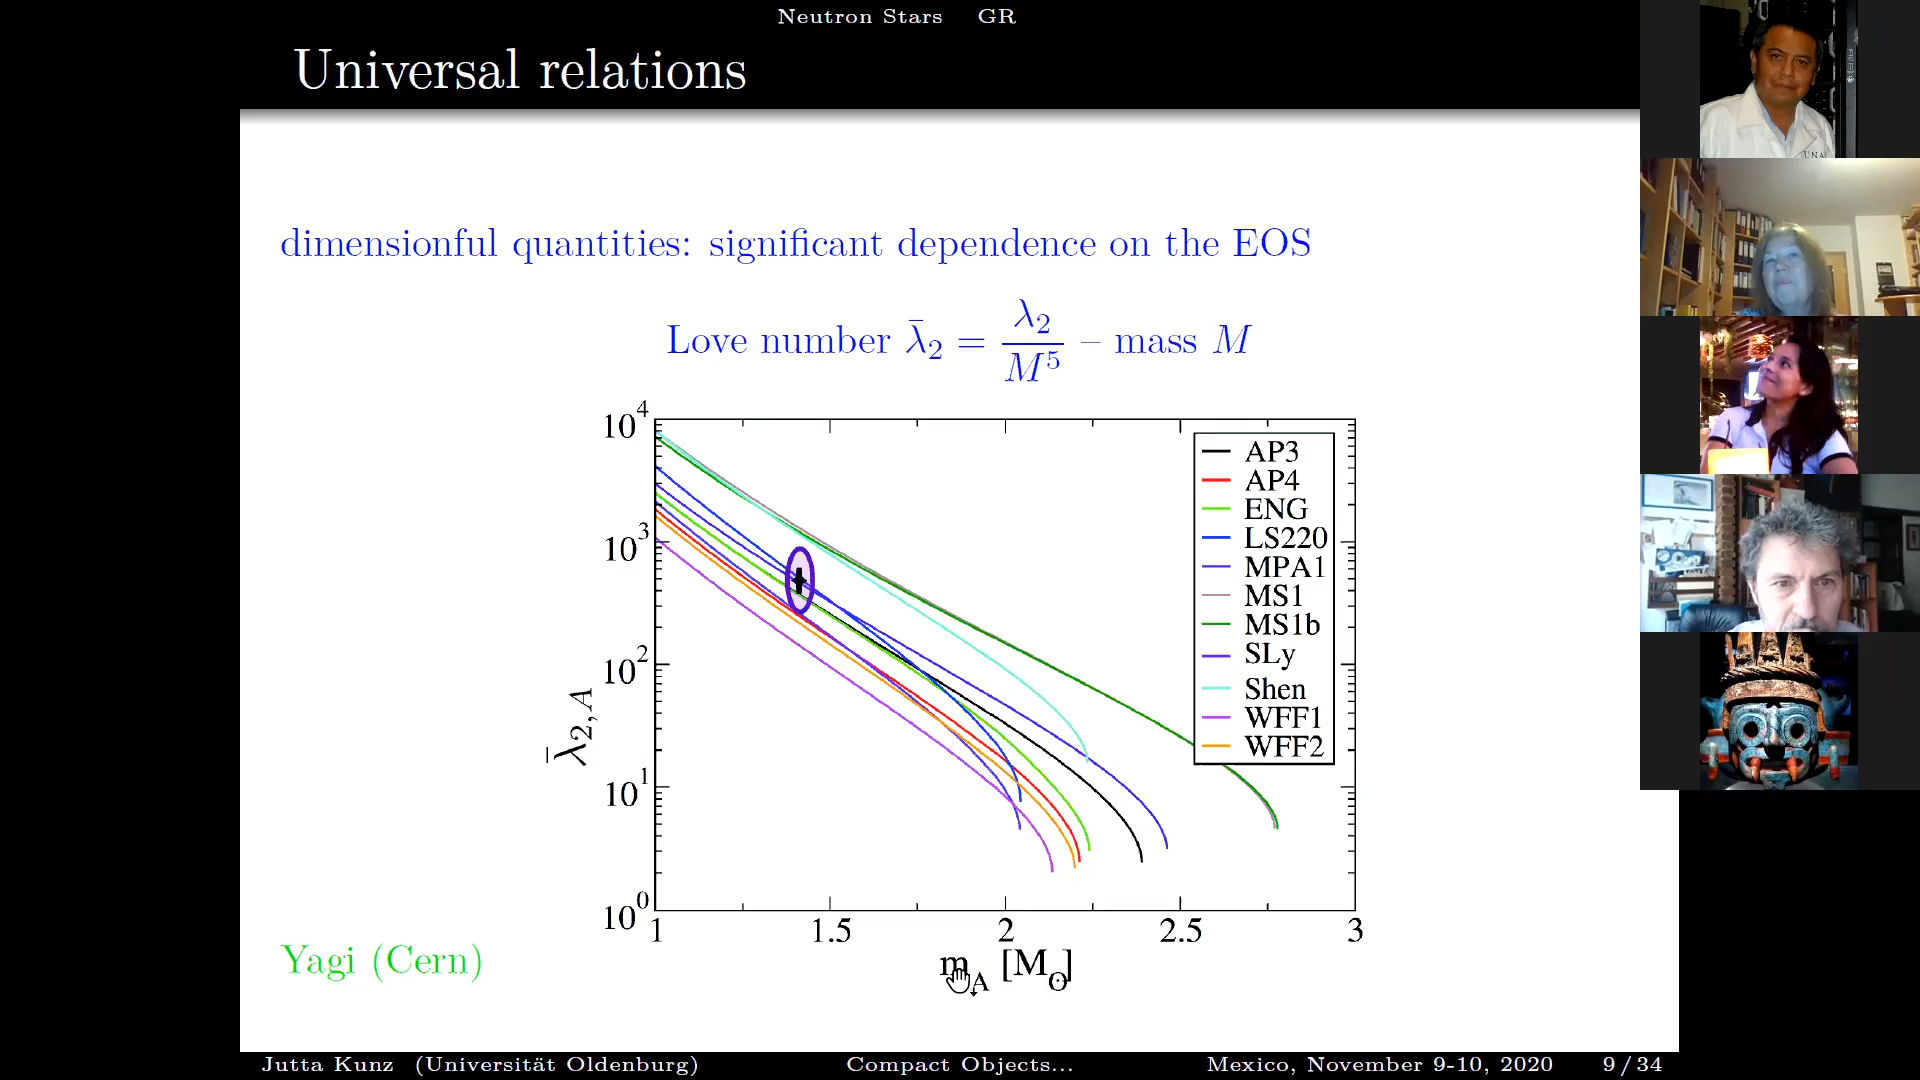 Neutron Stars GR
Universal relations
dimensionful quantities: significant dependence on the EOS
Love number λ̄₂ = λ₂ / M⁵ – mass M
10⁴
10³
10²
10¹
10⁰
λ̄₂,A
AP3
AP4
ENG
LS220
MPA1
MS1
MS1b
SLy
Shen
WFF1
WFF2
1 1.5 2 2.5 3
m_A [M⊙]
Yagi (Cern)
Jutta Kunz (Universität Oldenburg) Compact Objects... Mexico, November 9-10, 2020 9 / 34